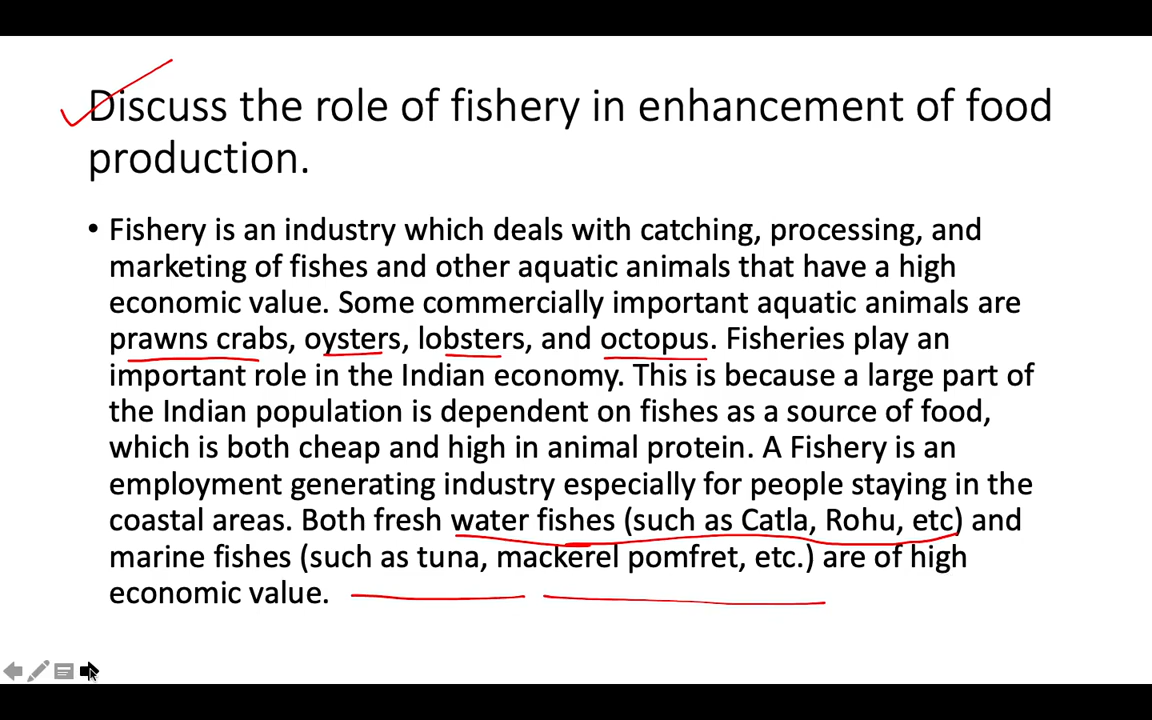 Discuss the role of fishery in enhancement of food
production.
• Fishery is an industry which deals with catching, processing, and
marketing of fishes and other aquatic animals that have a high
economic value. Some commercially important aquatic animals are
prawns crabs, oysters, lobsters, and octopus. Fisheries play an
important role in the Indian economy. This is because a large part of
the Indian population is dependent on fishes as a source of food,
which is both cheap and high in animal protein. A Fishery is an
employment generating industry especially for people staying in the
coastal areas. Both fresh water fishes (such as Catla, Rohu, etc) and
marine fishes (such as tuna, mackerel pomfret, etc.) are of high
economic value.